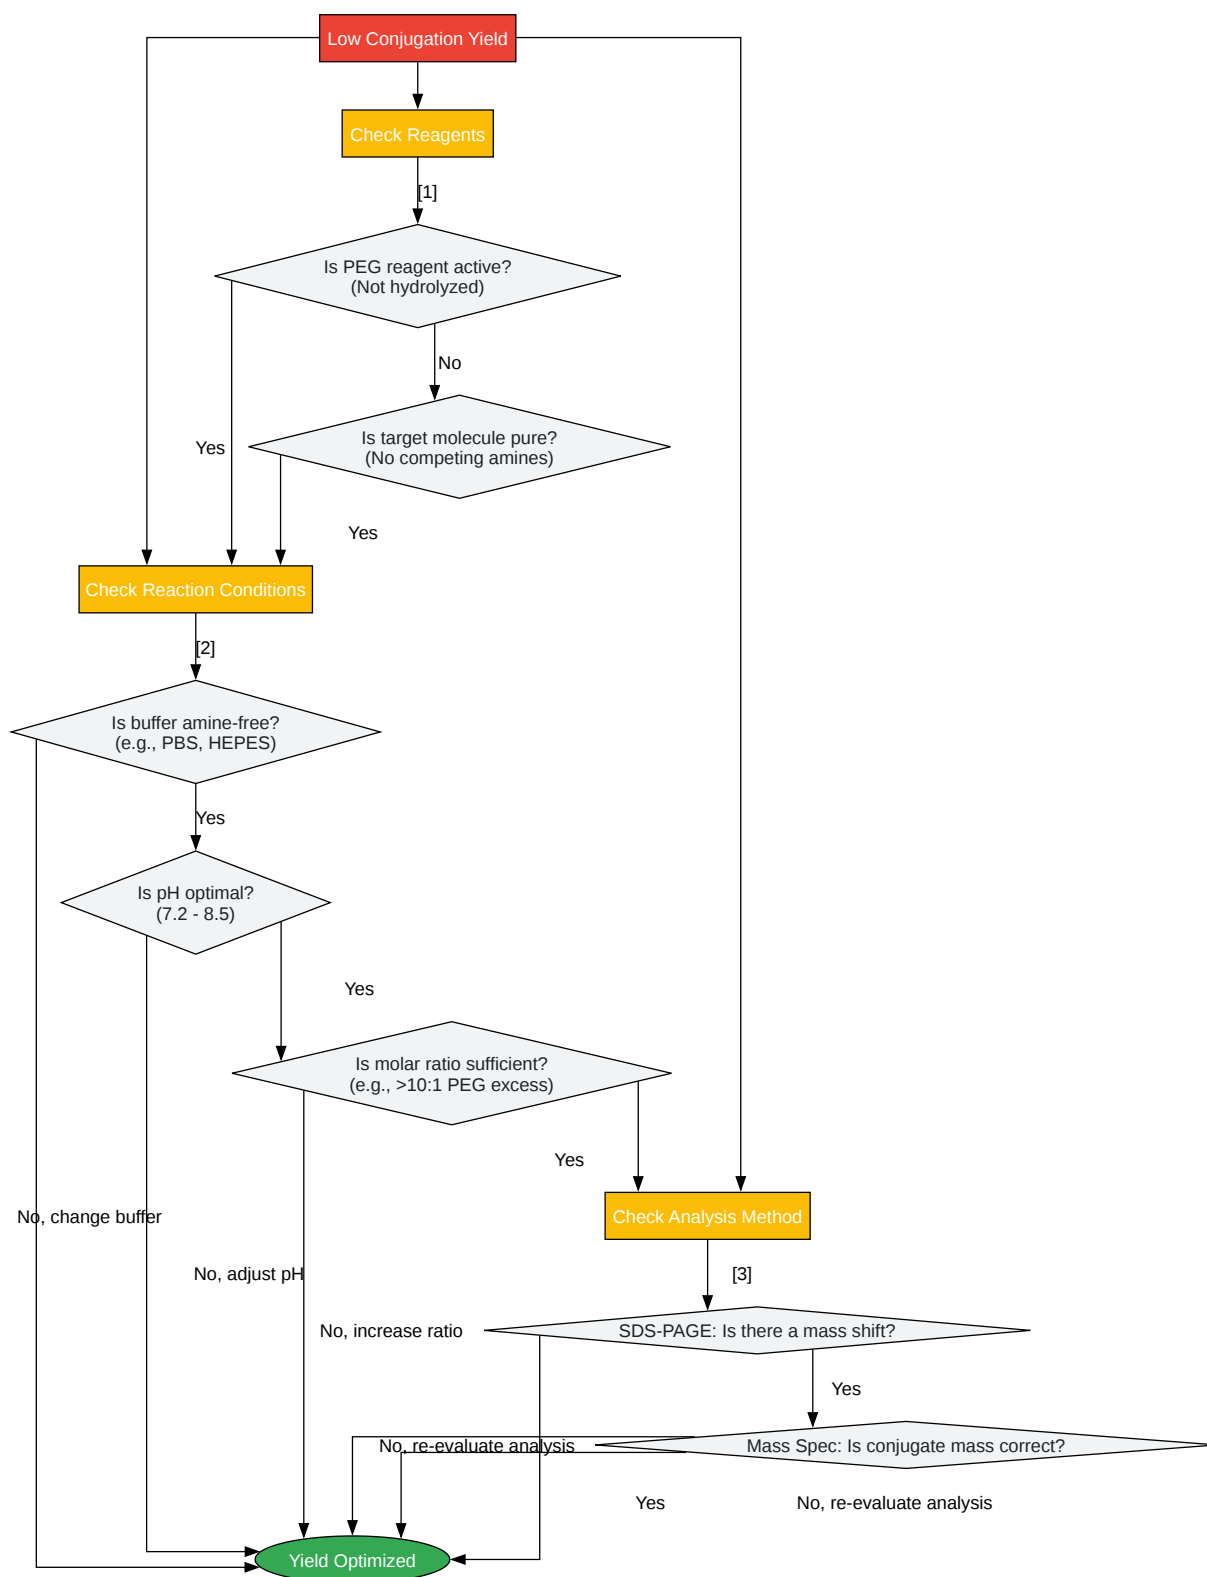 Low Conjugation Yield
Check Reagents
[1]
Is PEG reagent active?
(Not hydrolyzed)
No
Is target molecule pure?
(No competing amines)
Yes
Yes
Check Reaction Conditions
[2]
Is buffer amine-free?
(e.g., PBS, HEPES)
Yes
Is pH optimal?
(7.2 - 8.5)
Yes
Is molar ratio sufficient?
(e.g., >10:1 PEG excess)
Yes
No, change buffer
Check Analysis Method
No, adjust pH
[3]
No, increase ratio
SDS-PAGE: Is there a mass shift?
Yes
No, re-evaluate analysis
Mass Spec: Is conjugate mass correct?
Yes
No, re-evaluate analysis
Yield Optimized